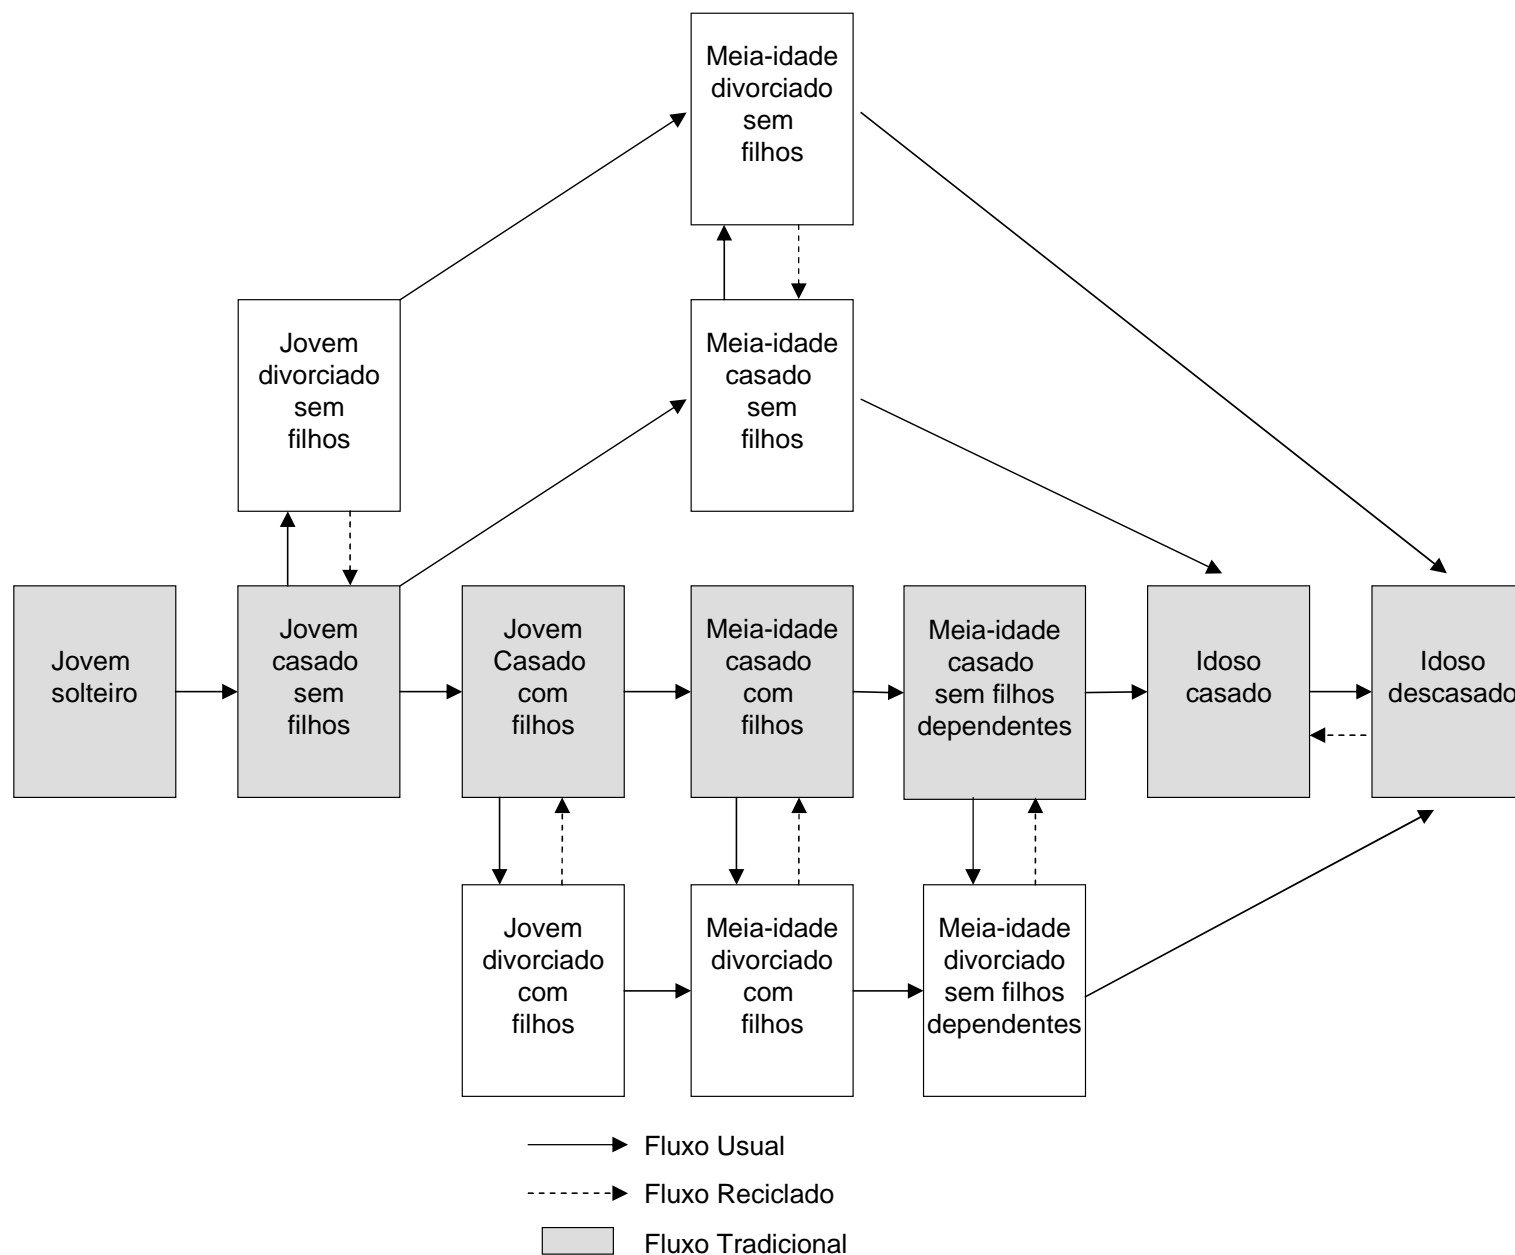 Meia-idade
divorciado
sem
filhos
Jovem
divorciado
sem
filhos
Meia-idade
casado
sem
filhos
Jovem
solteiro
Jovem
casado
sem
filhos
Jovem
Casado
com
filhos
Meia-idade
casado
com
filhos
Meia-idade
casado
sem filhos
dependentes
Idoso
casado
Idoso
descasado
Jovem
divorciado
com
filhos
Meia-idade
divorciado
com
filhos
Meia-idade
divorciado
sem filhos
dependentes
Fluxo Usual
Fluxo Reciclado
Fluxo Tradicional